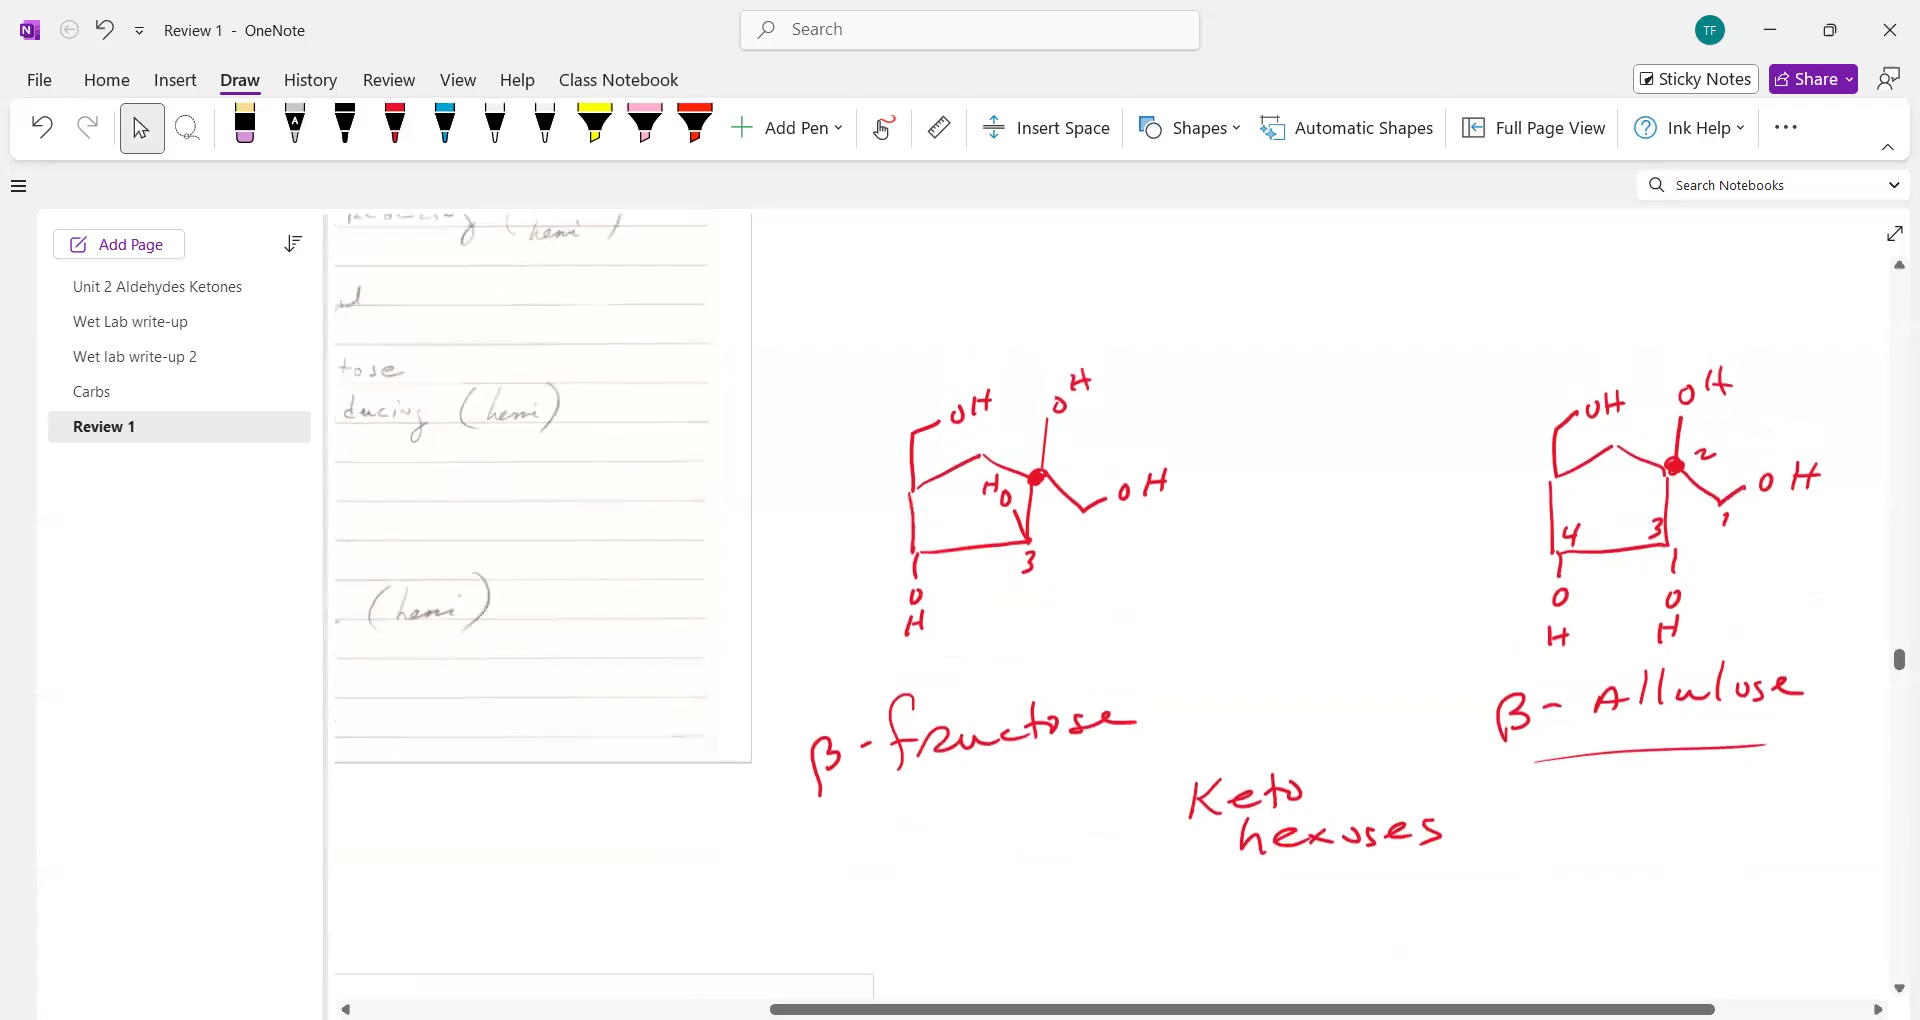 Review 1 - OneNote
Search
TF
File Home Insert Draw History Review View Help Class Notebook
Sticky Notes
Share
A
Add Pen
Insert Space
Shapes
Automatic Shapes
Full Page View
Ink Help
Search Notebooks
Add Page
Unit 2 Aldehydes Ketones
Wet Lab write-up
Wet lab write-up 2
Carbs
Review 1
(hemi)
tose
ducing (hemi)
(hemi)
OH
OH
HO
OH
3
O
H
β-fructose
OH
OH
2
OH
1
4 3
O O
H H
β-Allulose
Keto
hexoses